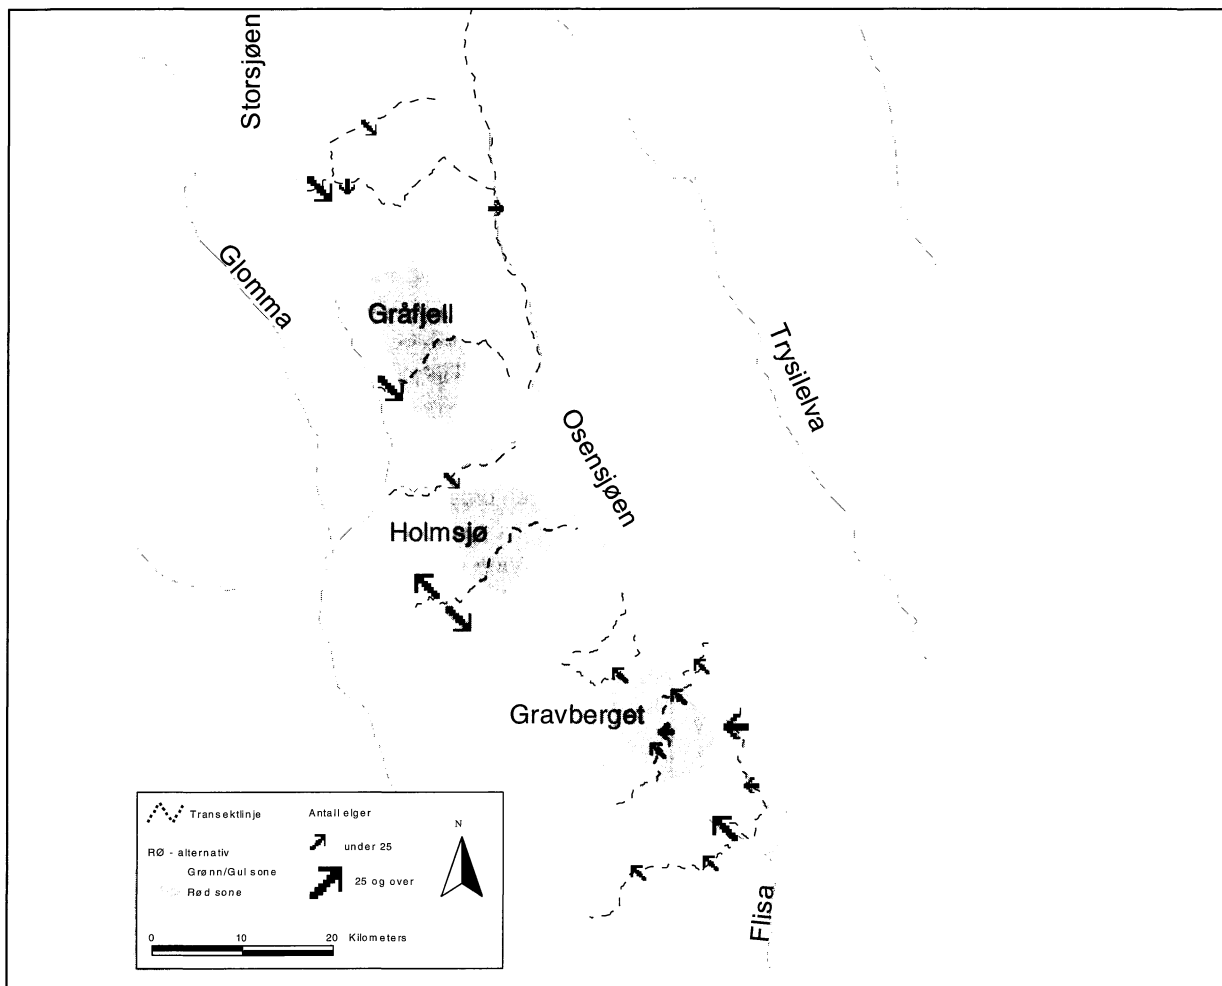 Storsjøen
Glomma
Gråfjell
Trysilelva
Osensjøen
Holmsjø
Gravberget
Flisa
Transektlinje
RØ - alternativ
Grønn/Gul sone
Rød sone
Antall elger
under 25
25 og over
N
0 10 20 Kilometers